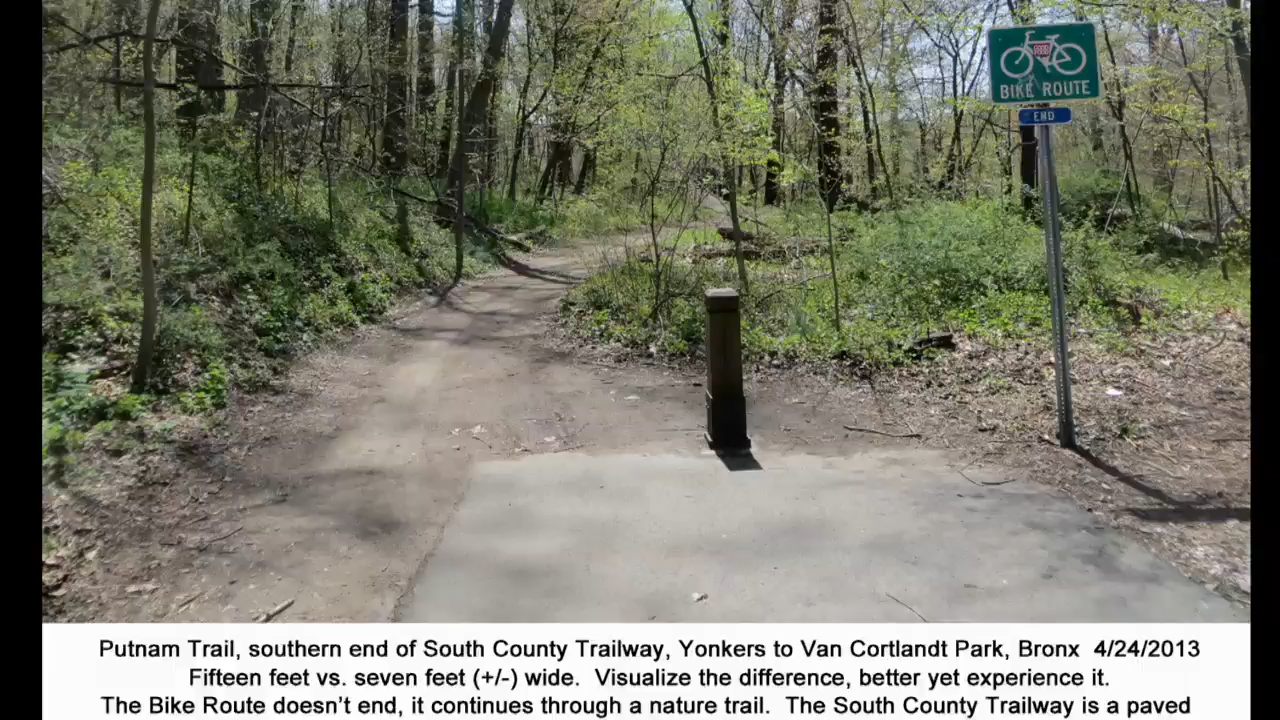 BIKE ROUTE
END
Putnam Trail, southern end of South County Trailway, Yonkers to Van Cortlandt Park, Bronx 4/24/2013
Fifteen feet vs. seven feet (+/-) wide. Visualize the difference, better yet experience it.
The Bike Route doesn't end, it continues through a nature trail. The South County Trailway is a paved